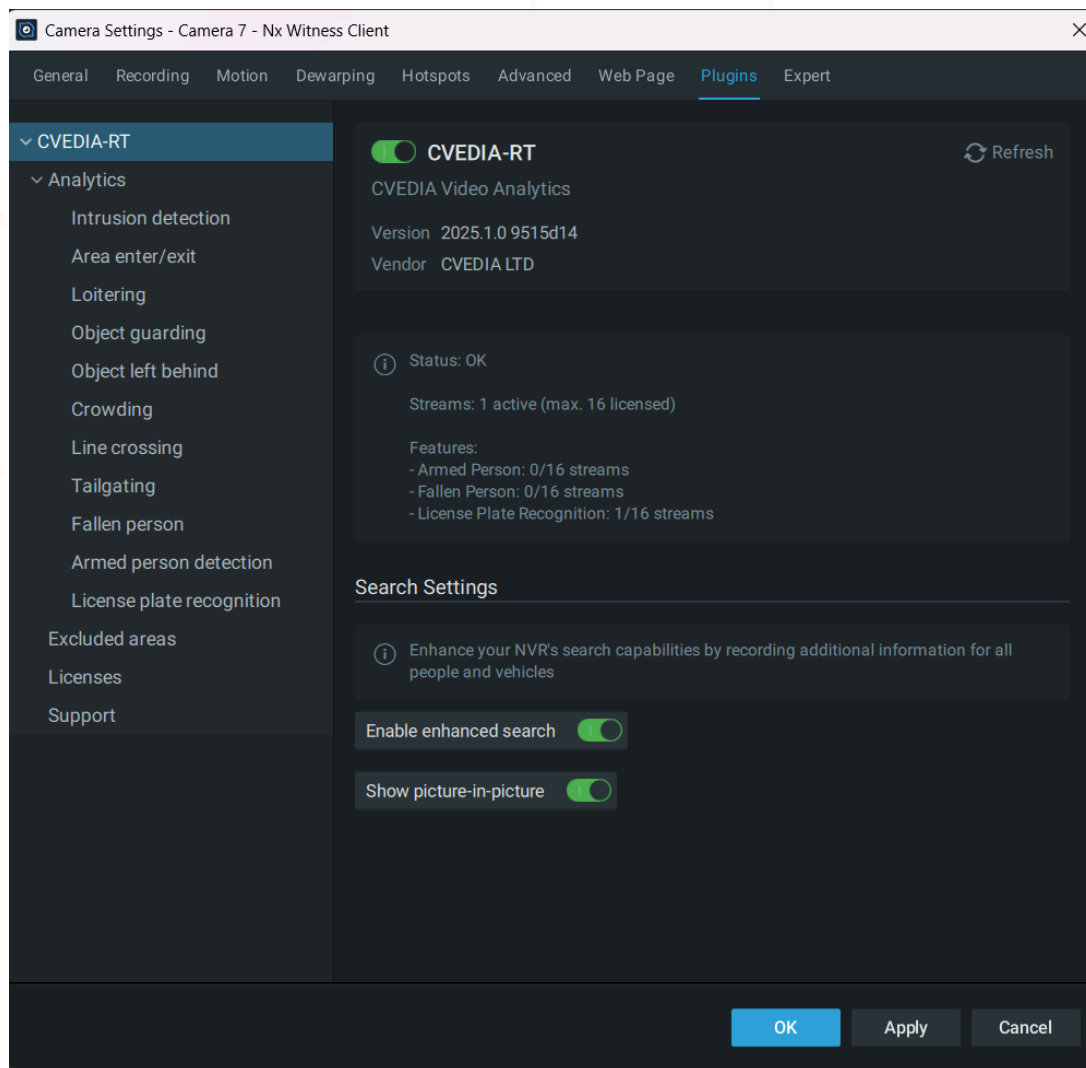 Camera Settings - Camera 7 - Nx Witness Client
General Recording Motion Dewarping Hotspots Advanced Web Page Plugins Expert
CVEDIA-RT
Analytics
Intrusion detection
Area enter/exit
Loitering
Object guarding
Object left behind
Crowding
Line crossing
Tailgating
Fallen person
Armed person detection
License plate recognition
Excluded areas
Licenses
Support
CVEDIA-RT
Refresh
CVEDIA Video Analytics
Version 2025.1.0 9515d14
Vendor CVEDIA LTD
Status: OK
Streams: 1 active (max. 16 licensed)
Features:
- Armed Person: 0/16 streams
- Fallen Person: 0/16 streams
- License Plate Recognition: 1/16 streams
Search Settings
Enhance your NVR's search capabilities by recording additional information for all
people and vehicles
Enable enhanced search
Show picture-in-picture
OK Apply Cancel